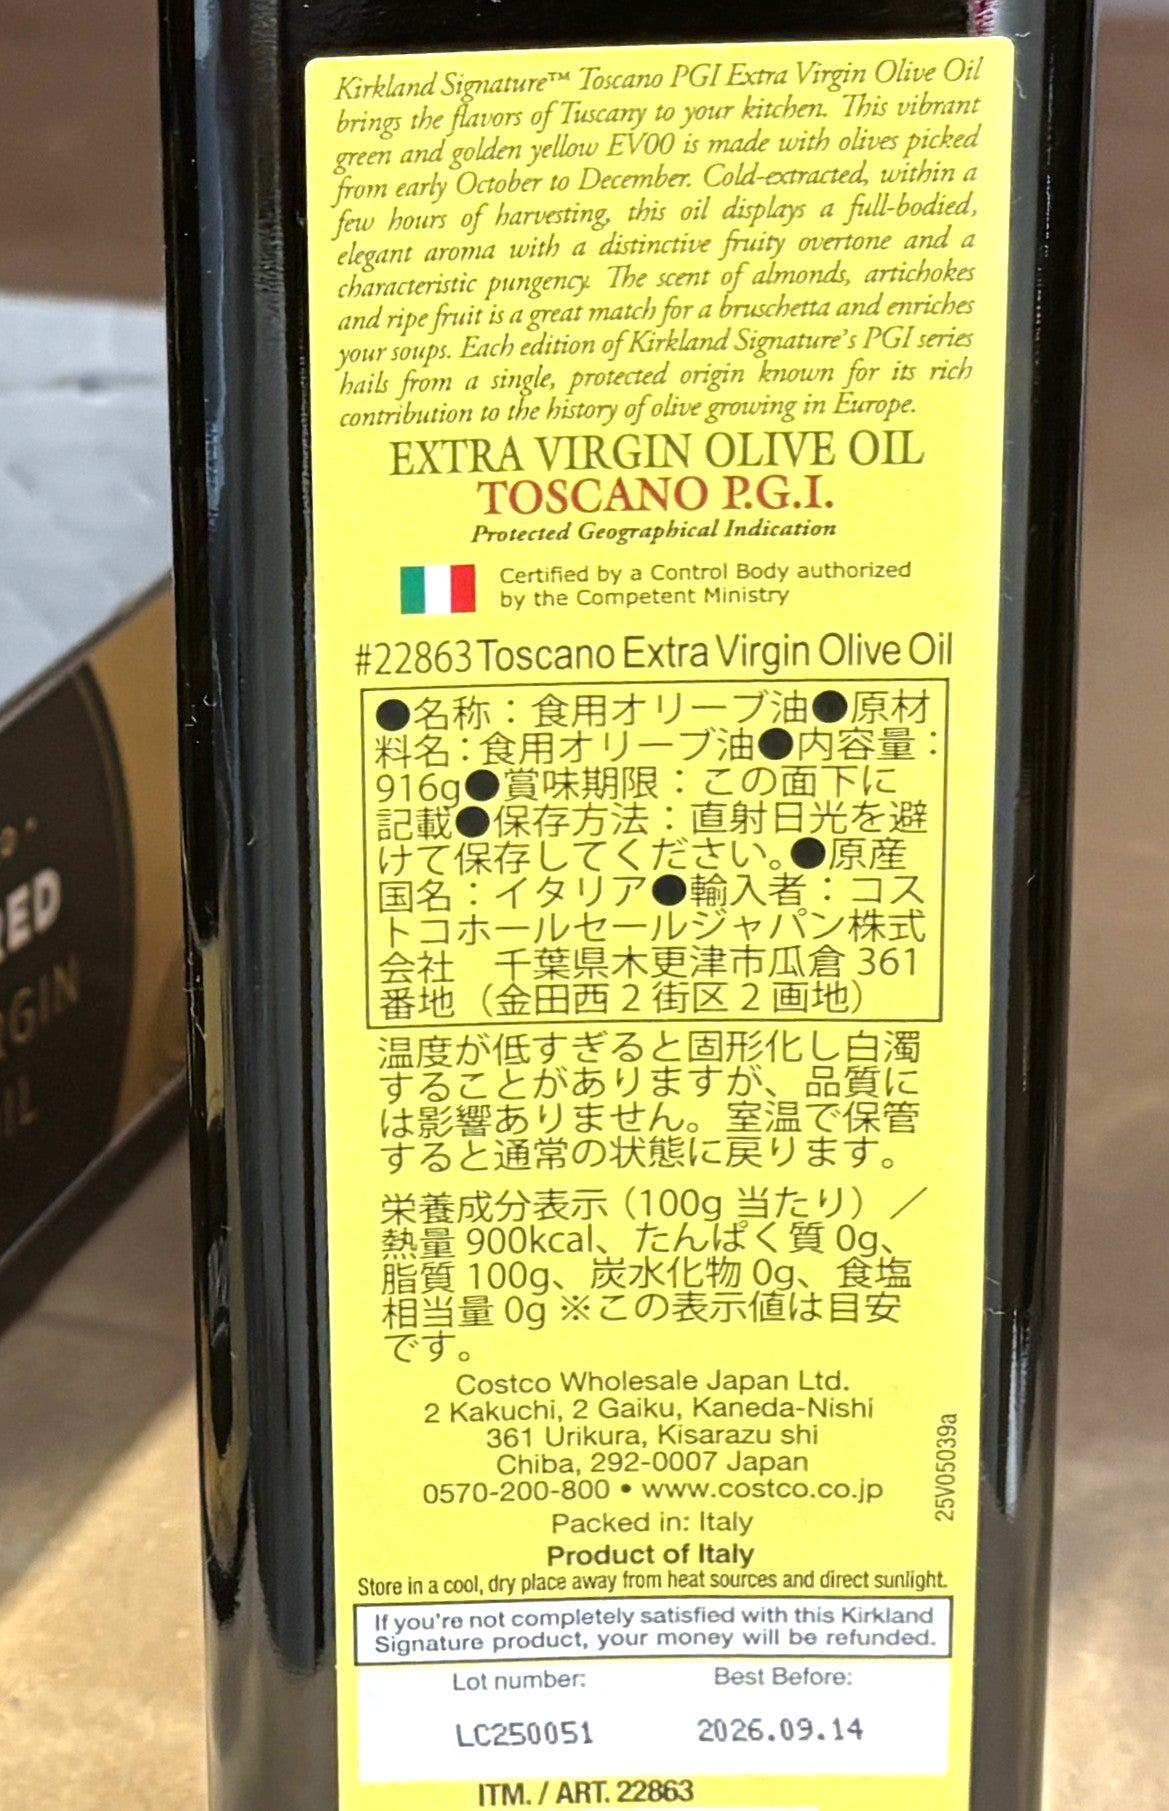 Kirkland Signature™ Toscano PGI Extra Virgin Olive Oil
brings the flavors of Tuscany to your kitchen. This vibrant
green and golden yellow EVOO is made with olives picked
from early October to December. Cold-extracted, within a
few hours of harvesting, this oil displays a full-bodied,
elegant aroma with a distinctive fruity overtone and a
characteristic pungency. The scent of almonds, artichokes
and ripe fruit is a great match for a bruschetta and enriches
your soups. Each edition of Kirkland Signature's PGI series
hails from a single, protected origin known for its rich
contribution to the history of olive growing in Europe.
EXTRA VIRGIN OLIVE OIL
TOSCANO P.G.I.
Protected Geographical Indication
Certified by a Control Body authorized
by the Competent Ministry
#22863 Toscano Extra Virgin Olive Oil
●名称：食用オリーブ油●原材
料名：食用オリーブ油●内容量：
916g●賞味期限：この面下に
記載●保存方法：直射日光を避
けて保存してください。●原産
国名：イタリア●輸入者：コス
トコホールセールジャパン株式
会社　千葉県木更津市瓜倉 361
番地（金田西 2 街区 2 画地）
温度が低すぎると固形化し白濁
することがありますが、品質に
は影響ありません。室温で保管
すると通常の状態に戻ります。
栄養成分表示（100g 当たり）／
熱量 900kcal、たんぱく質 0g、
脂質 100g、炭水化物 0g、食塩
相当量 0g ※この表示値は目安
です。
Costco Wholesale Japan Ltd.
2 Kakuchi, 2 Gaiku, Kaneda-Nishi
361 Urikura, Kisarazu shi
Chiba, 292-0007 Japan
0570-200-800 • www.costco.co.jp
25V05039a
Packed in: Italy
Product of Italy
Store in a cool, dry place away from heat sources and direct sunlight.
If you're not completely satisfied with this Kirkland
Signature product, your money will be refunded.
Lot number: Best Before:
LC250051 2026.09.14
ITM. / ART. 22863